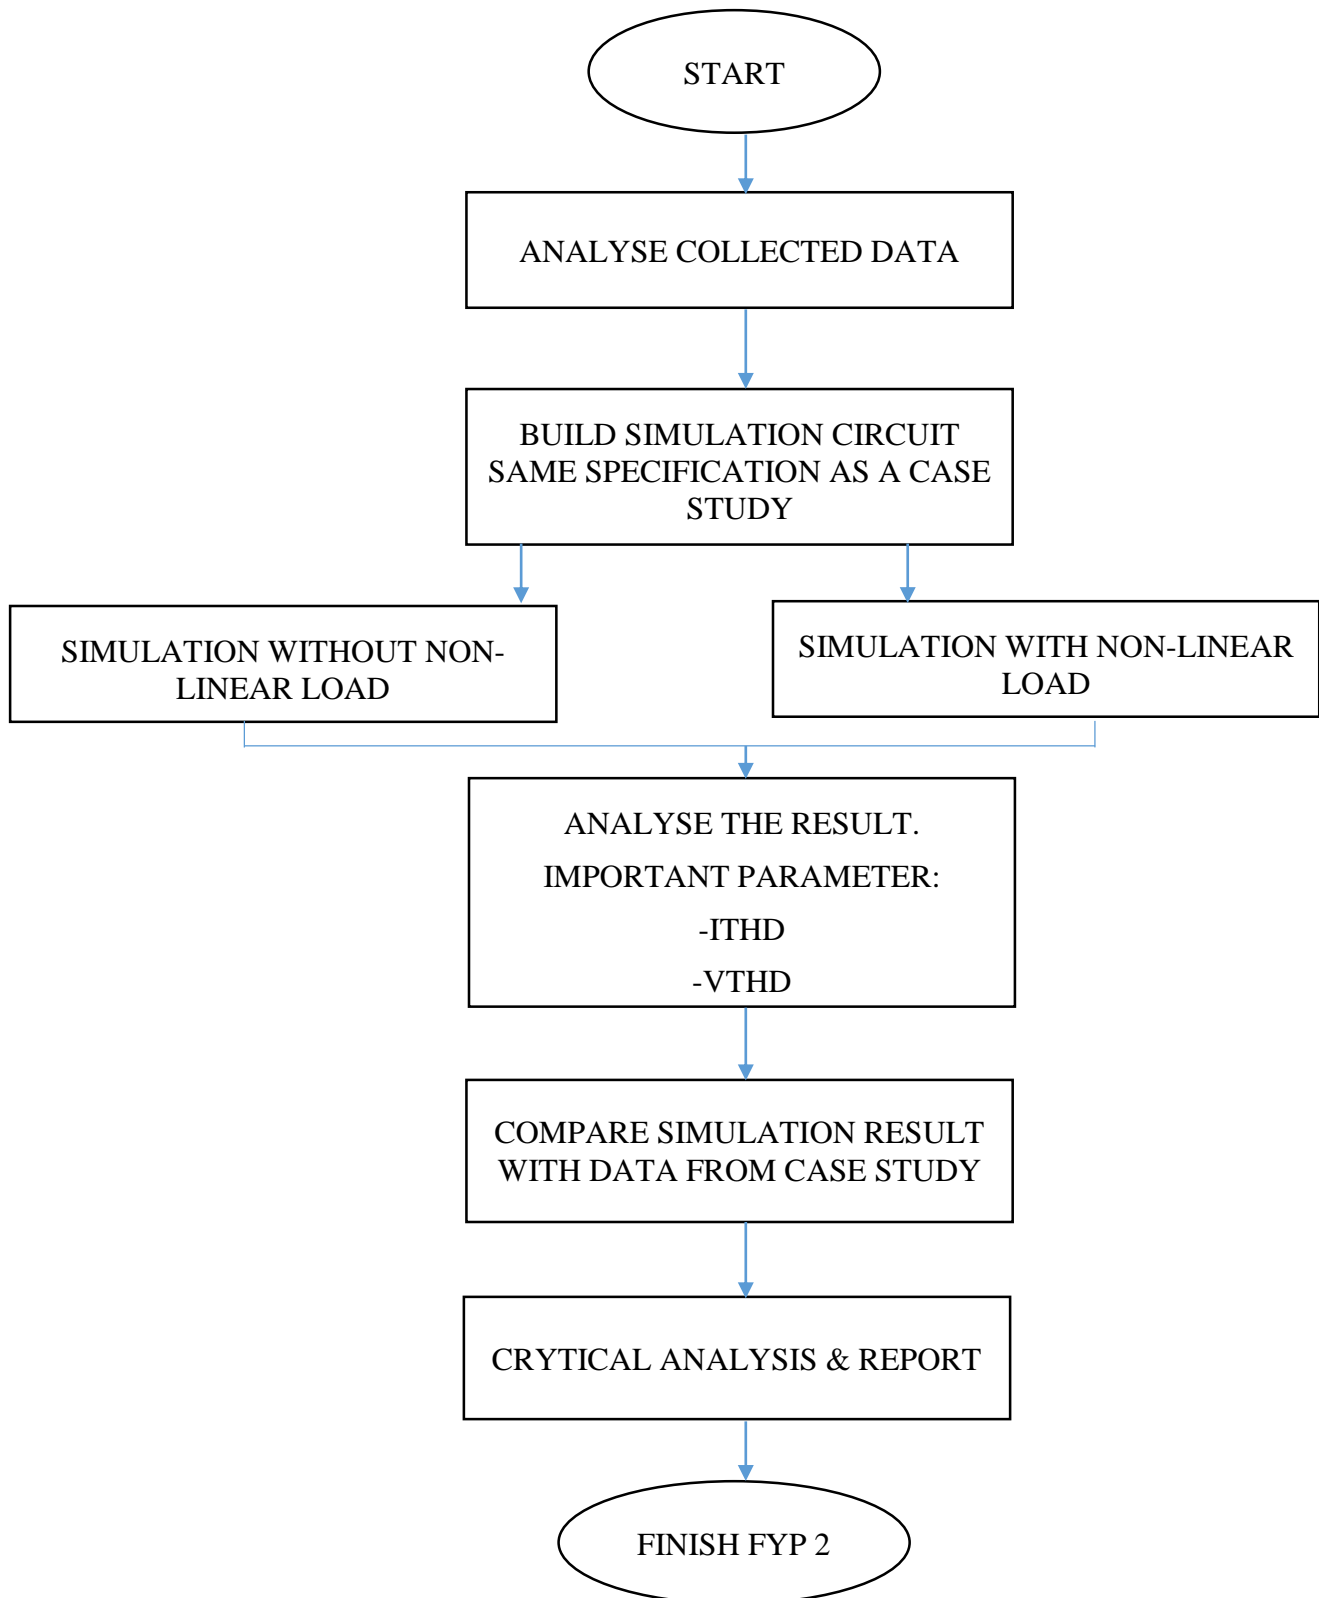 START
ANALYSE COLLECTED DATA
BUILD SIMULATION CIRCUIT
SAME SPECIFICATION AS A CASE
STUDY
SIMULATION WITHOUT NON-
LINEAR LOAD
SIMULATION WITH NON-LINEAR
LOAD
ANALYSE THE RESULT.
IMPORTANT PARAMETER:
-ITHD
-VTHD
COMPARE SIMULATION RESULT
WITH DATA FROM CASE STUDY
CRYTICAL ANALYSIS & REPORT
FINISH FYP 2